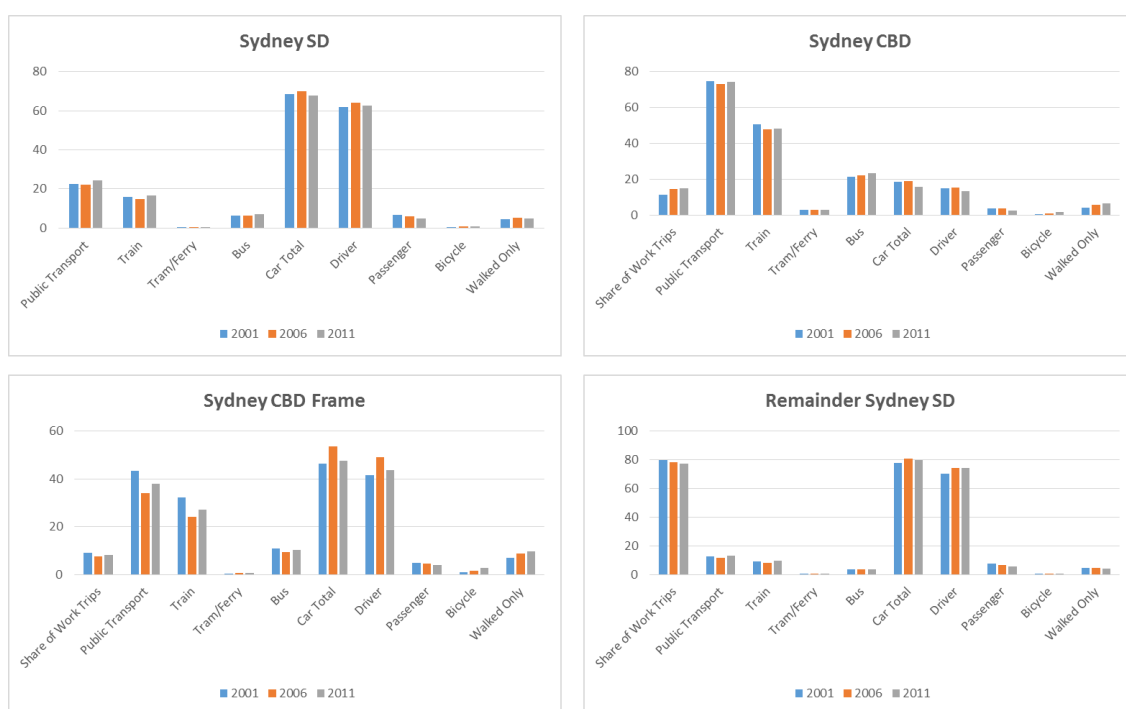 Sydney SD
80
60
40
20
0
Public Transport
Train
Tram/Ferry
Bus
Car Total
Driver
Passenger
Bicycle
Walked Only
2001 2006 2011
Sydney CBD
80
60
40
20
0
Share of Work Trips
Public Transport
Train
Tram/Ferry
Bus
Car Total
Driver
Passenger
Bicycle
Walked Only
2001 2006 2011
Sydney CBD Frame
60
40
20
0
Share of Work Trips
Public Transport
Train
Tram/Ferry
Bus
Car Total
Driver
Passenger
Bicycle
Walked Only
2001 2006 2011
Remainder Sydney SD
100
80
60
40
20
0
Share of Work Trips
Public Transport
Train
Tram/Ferry
Bus
Car Total
Driver
Passenger
Bicycle
Walked Only
2001 2006 2011